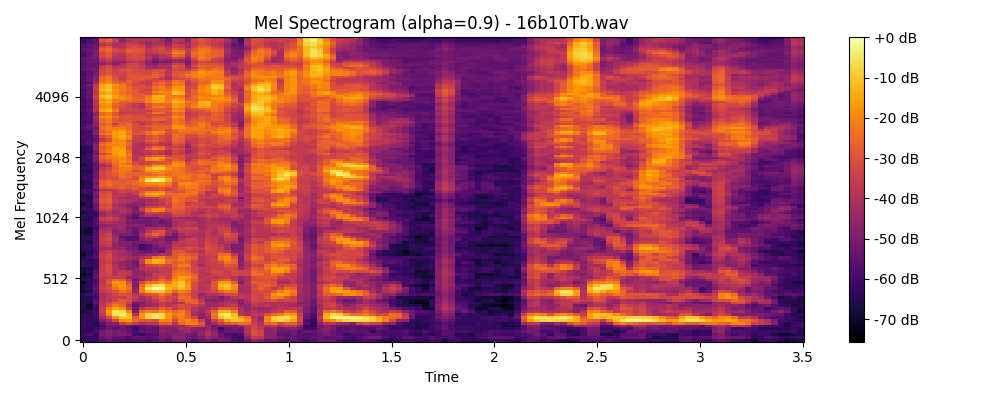 Mel Spectrogram (alpha=0.9) - 16b10Tb.wav
Mel Frequency
4096
2048
1024
512
0
0
0.5
1
1.5
2
2.5
3
3.5
Time
+0 dB
-10 dB
-20 dB
-30 dB
-40 dB
-50 dB
-60 dB
-70 dB